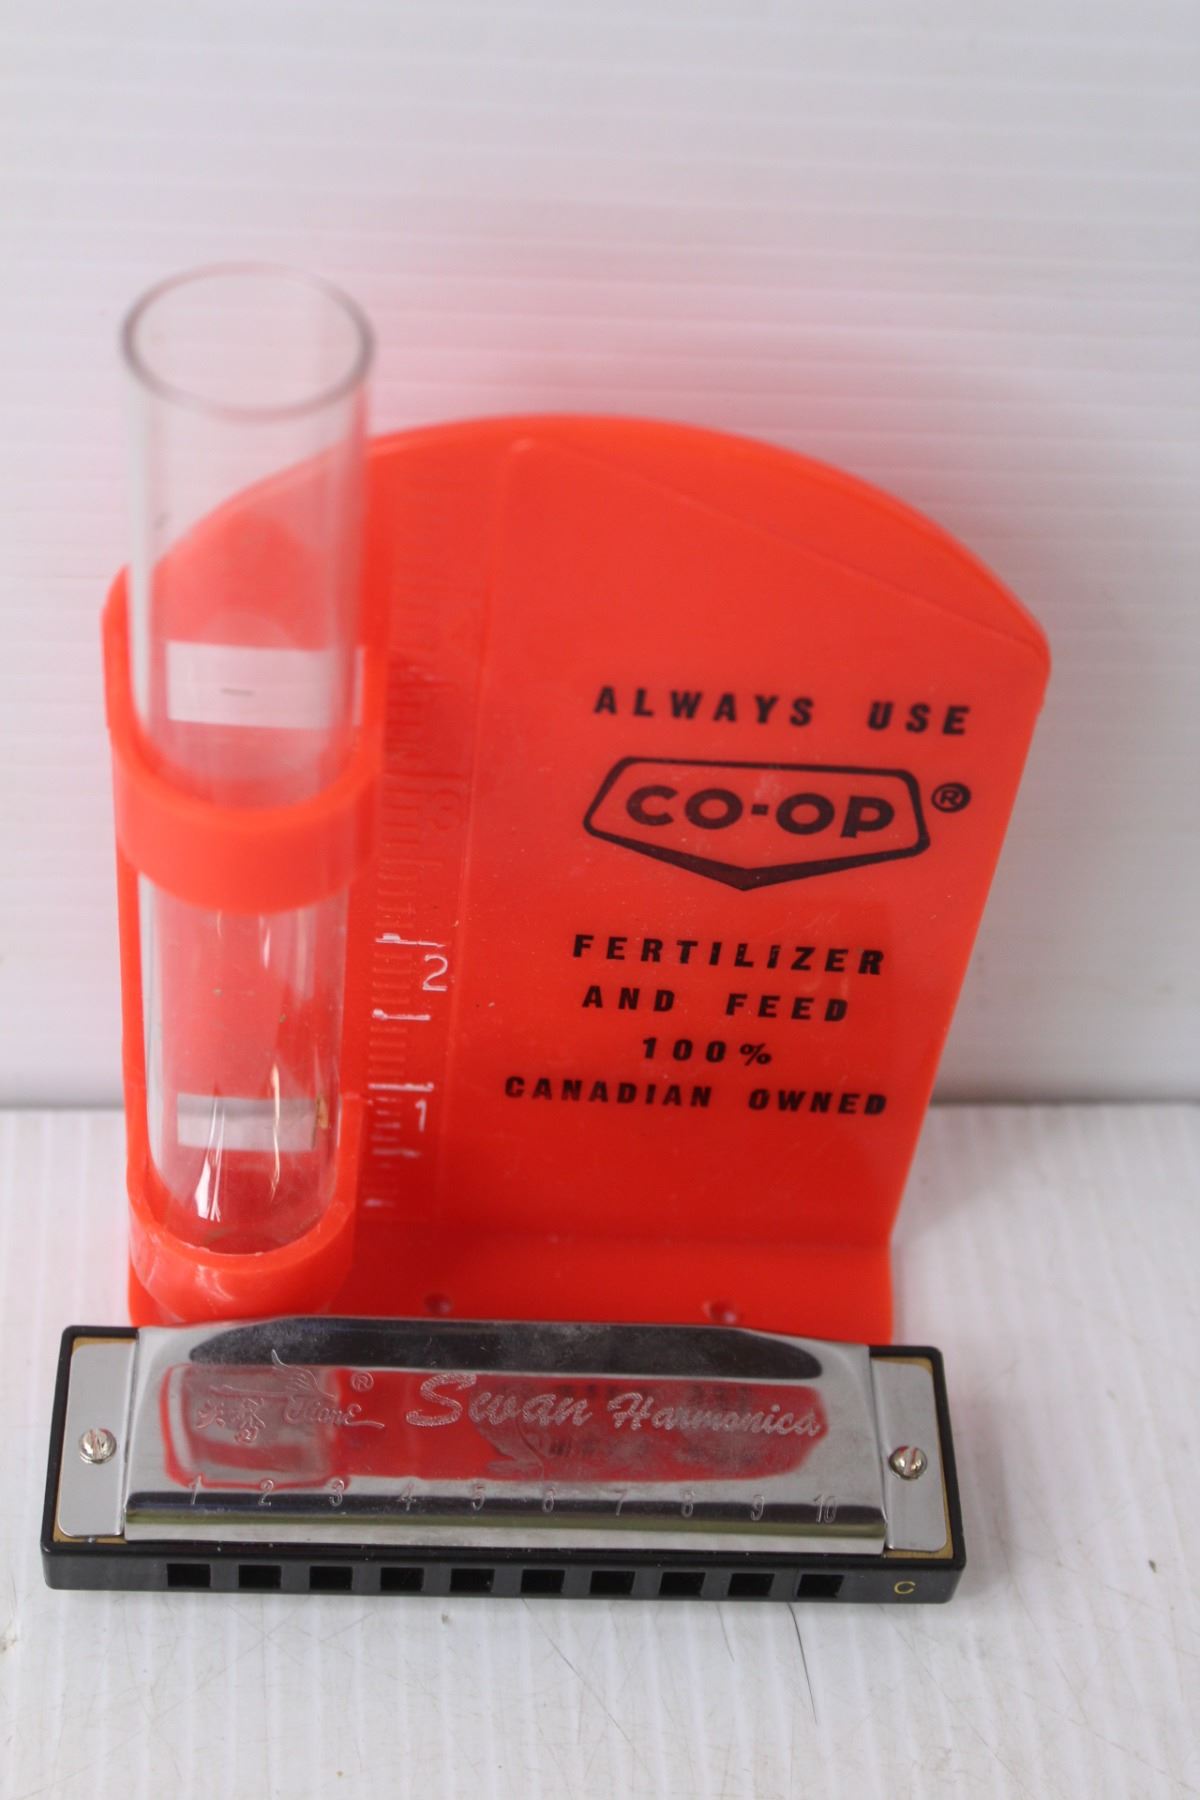 ALWAYS USE
CO-OP®
FERTILIZER
AND FEED
100%
CANADIAN OWNED
2
1
® Swan Harmonica
1 2 3 4 5 6 7 8 9 10
C